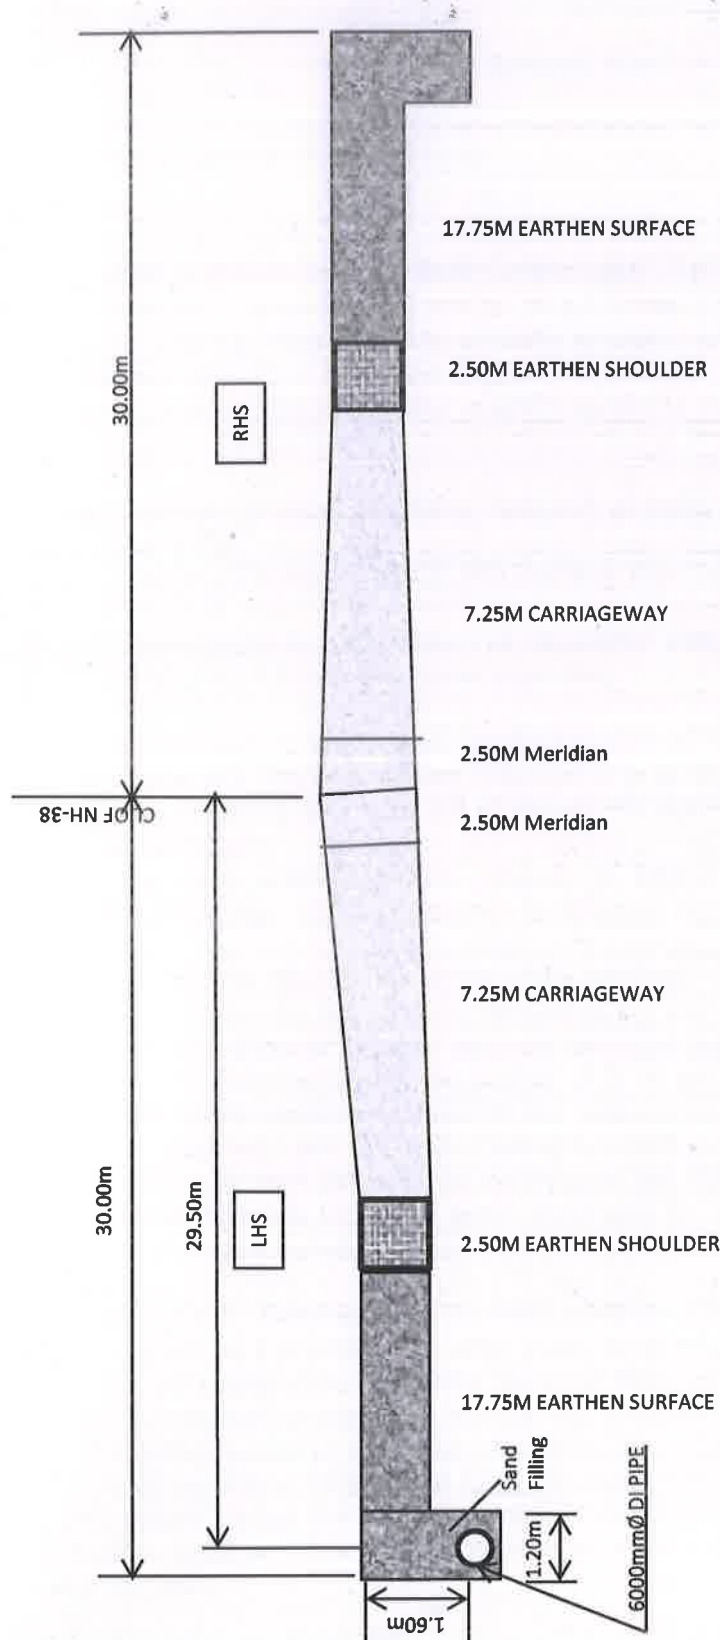 17.75M EARTHEN SURFACE
30.00m
RHS
2.50M EARTHEN SHOULDER
7.25M CARRIAGEWAY
2.50M Meridian
OF NH-38
2.50M Meridian
7.25M CARRIAGEWAY
30.00m
29.50m
LHS
2.50M EARTHEN SHOULDER
17.75M EARTHEN SURFACE
Sand
Filling
1.20m
6000mmØ DI PIPE
1.60m